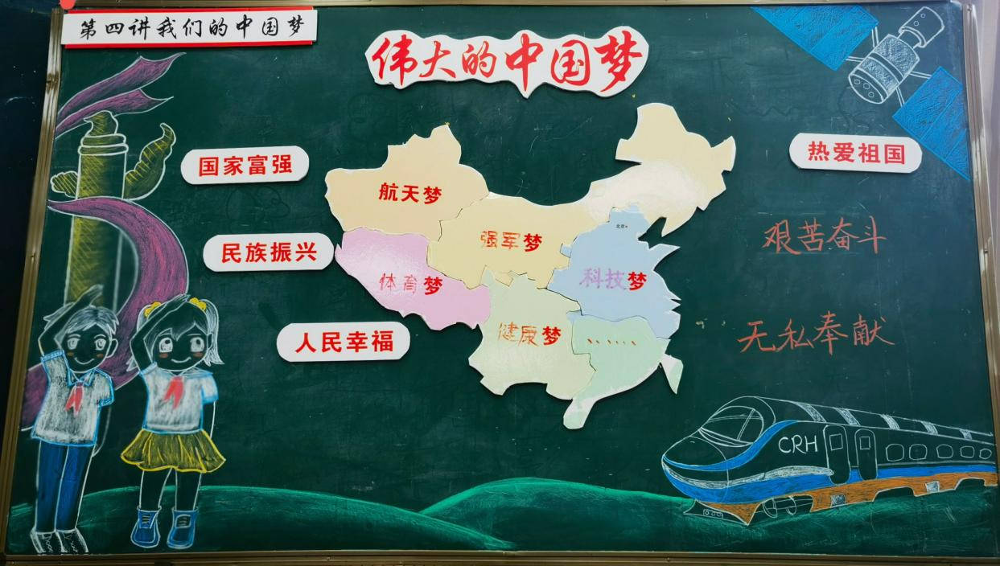 第四讲我们的中国梦
伟大的中国梦
国家富强
民族振兴
人民幸福
航天梦
强军梦
体育梦
科技梦
健康梦
......
北京
热爱祖国
艰苦奋斗
无私奉献
CRH